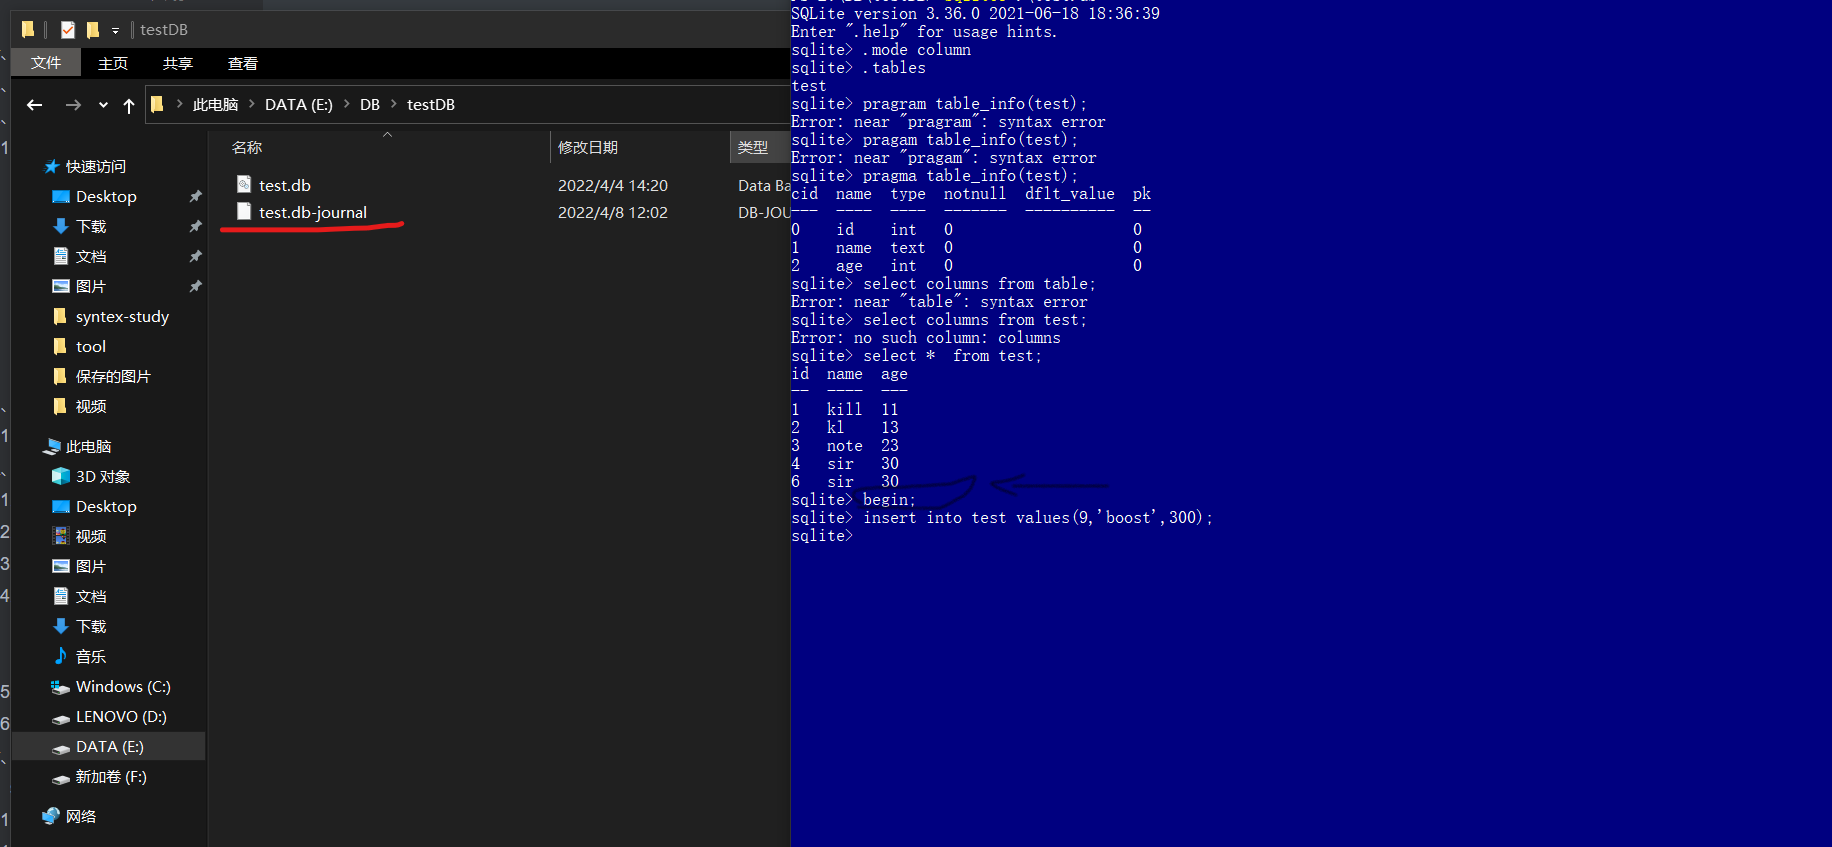 testDB
文件 主页 共享 查看
此电脑 DATA (E:) DB testDB
名称 修改日期 类型
test.db 2022/4/4 14:20 Data Ba
test.db-journal 2022/4/8 12:02 DB-JOU
快速访问
Desktop
下载
文档
图片
syntex-study
tool
保存的图片
视频
此电脑
3D 对象
Desktop
视频
图片
文档
下载
音乐
Windows (C:)
LENOVO (D:)
DATA (E:)
新加卷 (F:)
网络
SQLite version 3.36.0 2021-06-18 18:36:39
Enter ".help" for usage hints.
sqlite> .mode column
sqlite> .tables
test
sqlite> pragram table_info(test);
Error: near "pragram": syntax error
sqlite> pragam table_info(test);
Error: near "pragam": syntax error
sqlite> pragma table_info(test);
cid name type notnull dflt_value pk
--- ---- ---- ------- ---------- --
0 id int 0 0
1 name text 0 0
2 age int 0 0
sqlite> select columns from table;
Error: near "table": syntax error
sqlite> select columns from test;
Error: no such column: columns
sqlite> select *  from test;
id name age
-- ---- ---
1 kill 11
2 kl 13
3 note 23
4 sir 30
6 sir 30
sqlite> begin;
sqlite> insert into test values(9,'boost',300);
sqlite>